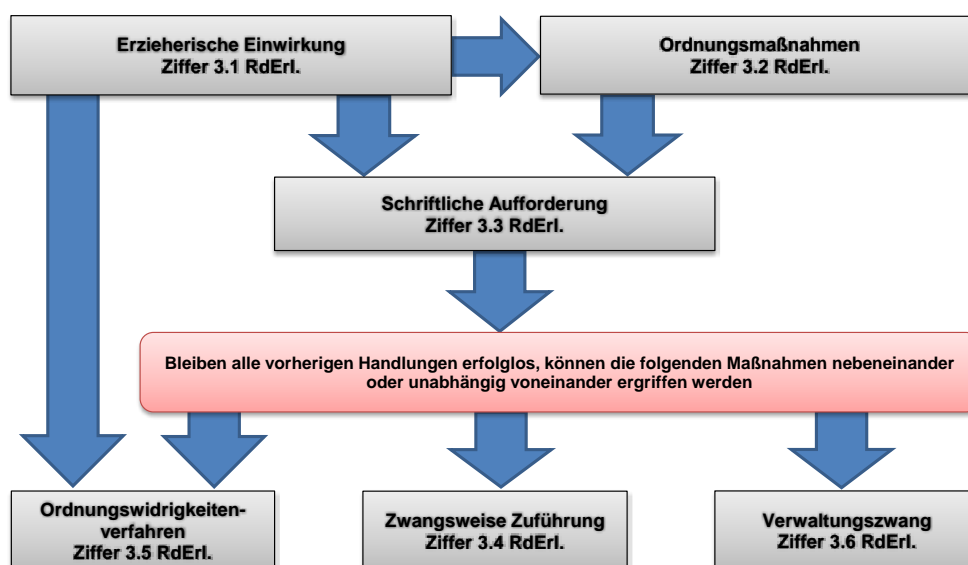 Erzieherische Einwirkung
Ziffer 3.1 RdErl.
Ordnungsmaßnahmen
Ziffer 3.2 RdErl.
Schriftliche Aufforderung
Ziffer 3.3 RdErl.
Bleiben alle vorherigen Handlungen erfolglos, können die folgenden Maßnahmen nebeneinander
oder unabhängig voneinander ergriffen werden
Ordnungswidrigkeiten-
verfahren
Ziffer 3.5 RdErl.
Zwangsweise Zuführung
Ziffer 3.4 RdErl.
Verwaltungszwang
Ziffer 3.6 RdErl.